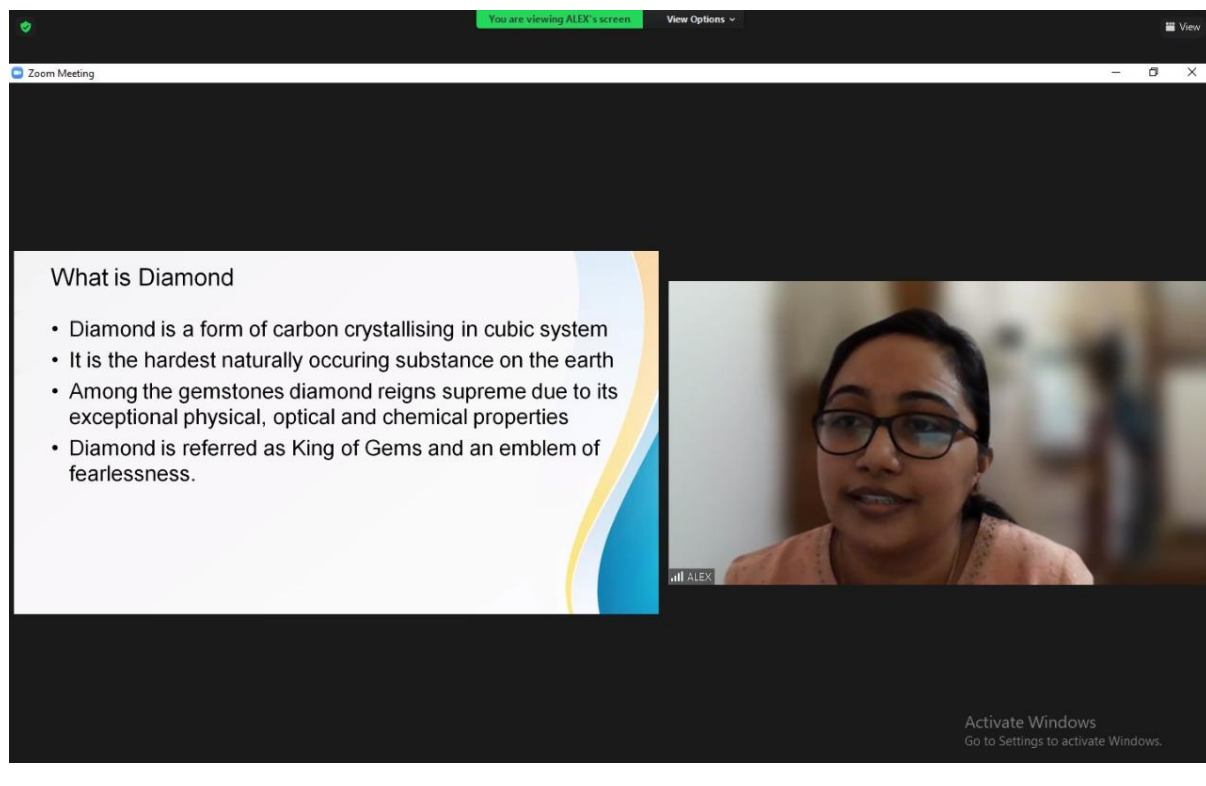 You are viewing ALEX's screen View Options
View
Zoom Meeting
What is Diamond
• Diamond is a form of carbon crystallising in cubic system
• It is the hardest naturally occuring substance on the earth
• Among the gemstones diamond reigns supreme due to its
exceptional physical, optical and chemical properties
• Diamond is referred as King of Gems and an emblem of
fearlessness.
ALEX
Activate Windows
Go to Settings to activate Windows.